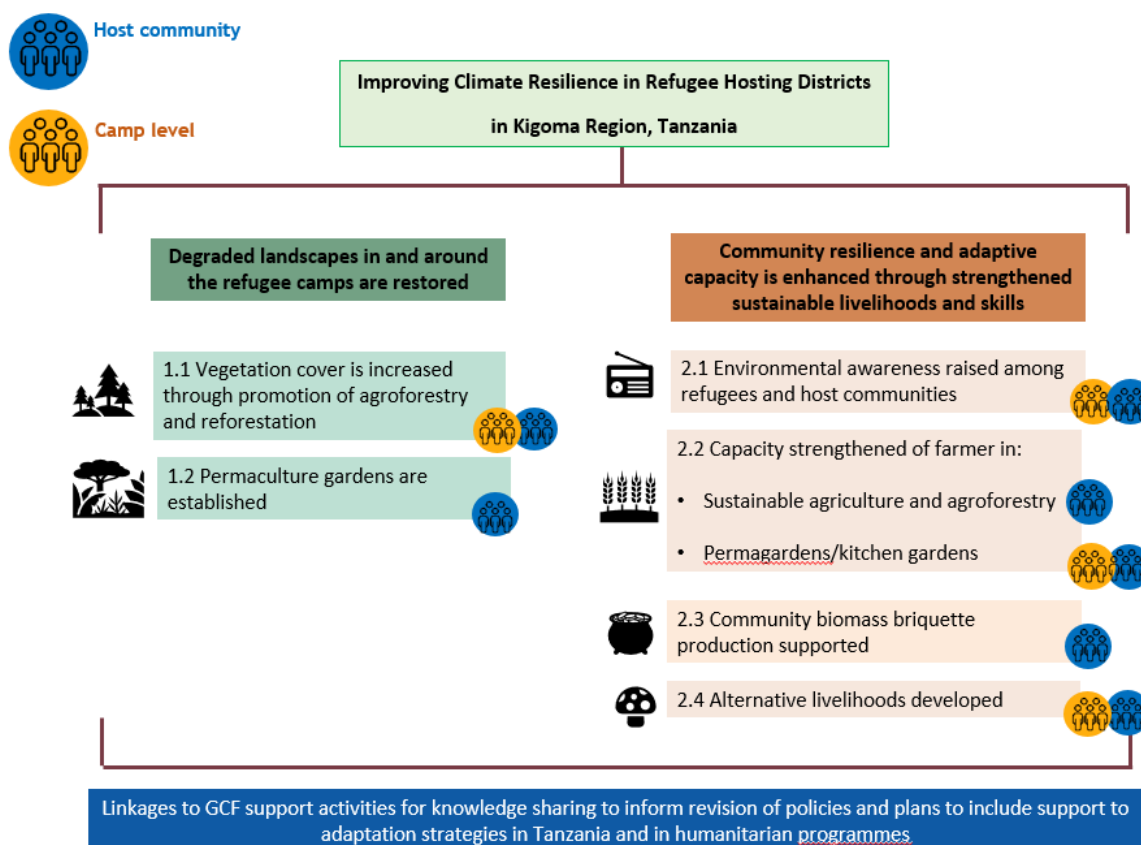 Host community
Camp level
Improving Climate Resilience in Refugee Hosting Districts
in Kigoma Region, Tanzania
Degraded landscapes in and around
the refugee camps are restored
1.1 Vegetation cover is increased
through promotion of agroforestry
and reforestation
1.2 Permaculture gardens are
established
Community resilience and adaptive
capacity is enhanced through strengthened
sustainable livelihoods and skills
2.1 Environmental awareness raised among
refugees and host communities
2.2 Capacity strengthened of farmer in:
• Sustainable agriculture and agroforestry
• Permagardens/kitchen gardens
2.3 Community biomass briquette
production supported
2.4 Alternative livelihoods developed
Linkages to GCF support activities for knowledge sharing to inform revision of policies and plans to include support to
adaptation strategies in Tanzania and in humanitarian programmes